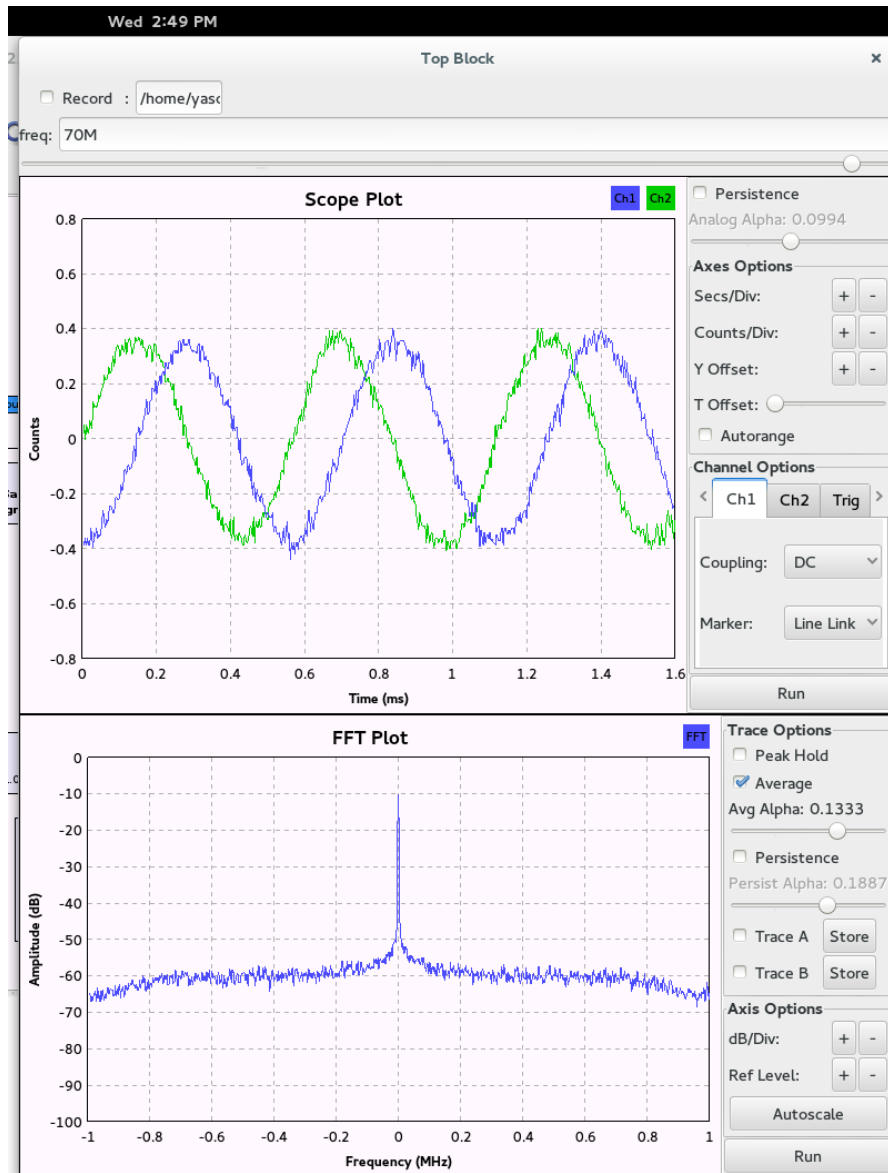 Wed 2:49 PM
Top Block
Record : /home/yasc
freq: 70M
Scope Plot
Ch1 Ch2
0.8
0.6
0.4
0.2
0
-0.2
-0.4
-0.6
-0.8
Counts
0 0.2 0.4 0.6 0.8 1 1.2 1.4 1.6
Time (ms)
Persistence
Analog Alpha: 0.0994
Axes Options
Secs/Div: + -
Counts/Div: + -
Y Offset: + -
T Offset:
Autorange
Channel Options
< Ch1 Ch2 Trig >
Coupling: DC
Marker: Line Link
Run
FFT Plot
FFT
0
-10
-20
-30
-40
-50
-60
-70
-80
-90
-100
Amplitude (dB)
-1 -0.8 -0.6 -0.4 -0.2 0 0.2 0.4 0.6 0.8 1
Frequency (MHz)
Trace Options
Peak Hold
Average
Avg Alpha: 0.1333
Persistence
Persist Alpha: 0.1887
Trace A Store
Trace B Store
Axis Options
dB/Div: + -
Ref Level: + -
Autoscale
Run